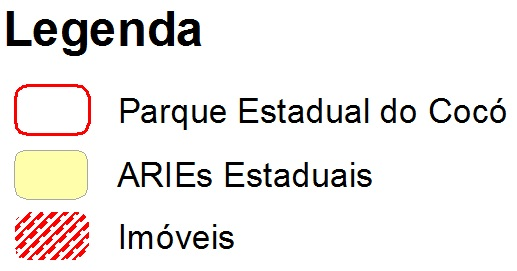 Legenda
Parque Estadual do Cocó
ARIEs Estaduais
Imóveis